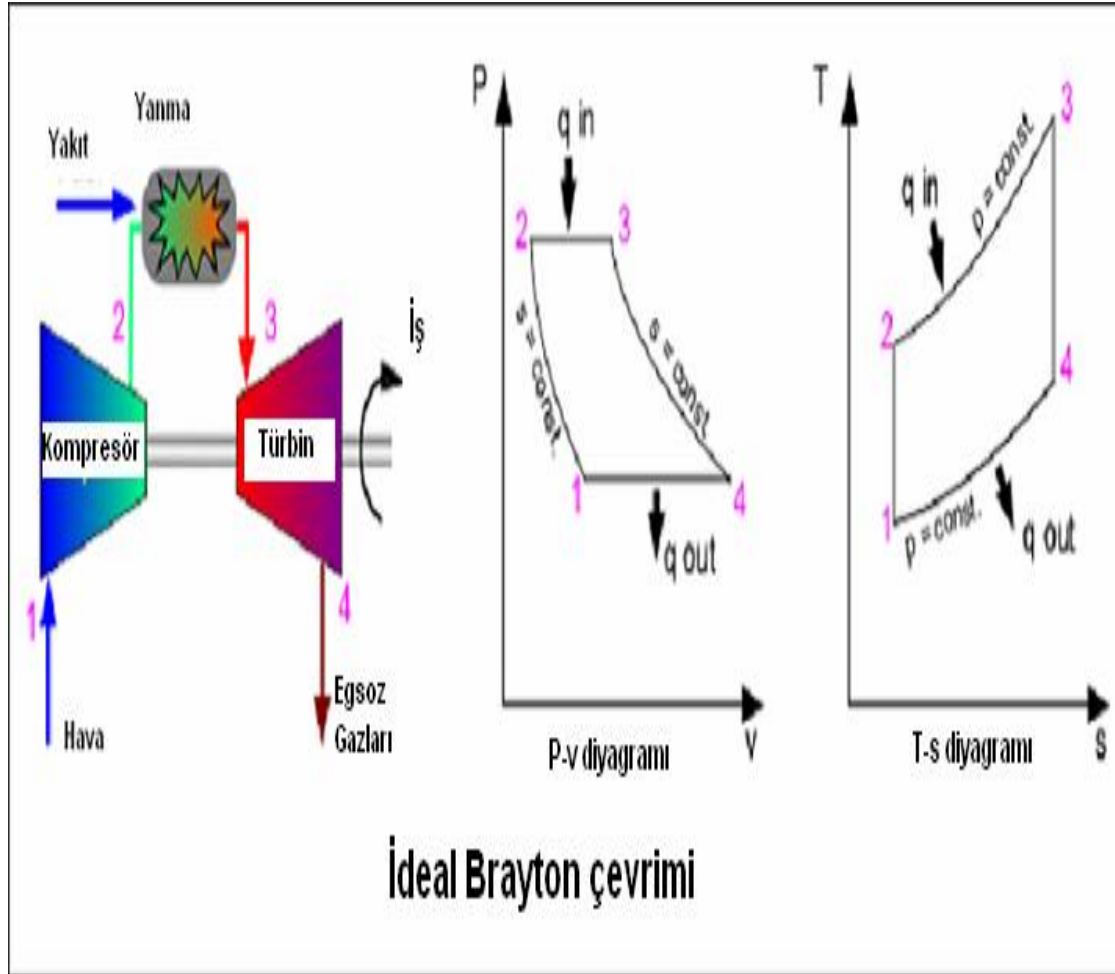 Yanma
Yakıt
2
3
İş
Kompresör
Türbin
1
4
Hava
Egsoz
Gazları
P
q in
2
3
s = const
s = const
1
4
q out
v
P-v diyagramı
T
3
q in
p = const
2
4
1
p = const.
q out
s
T-s diyagramı
İdeal Brayton çevrimi